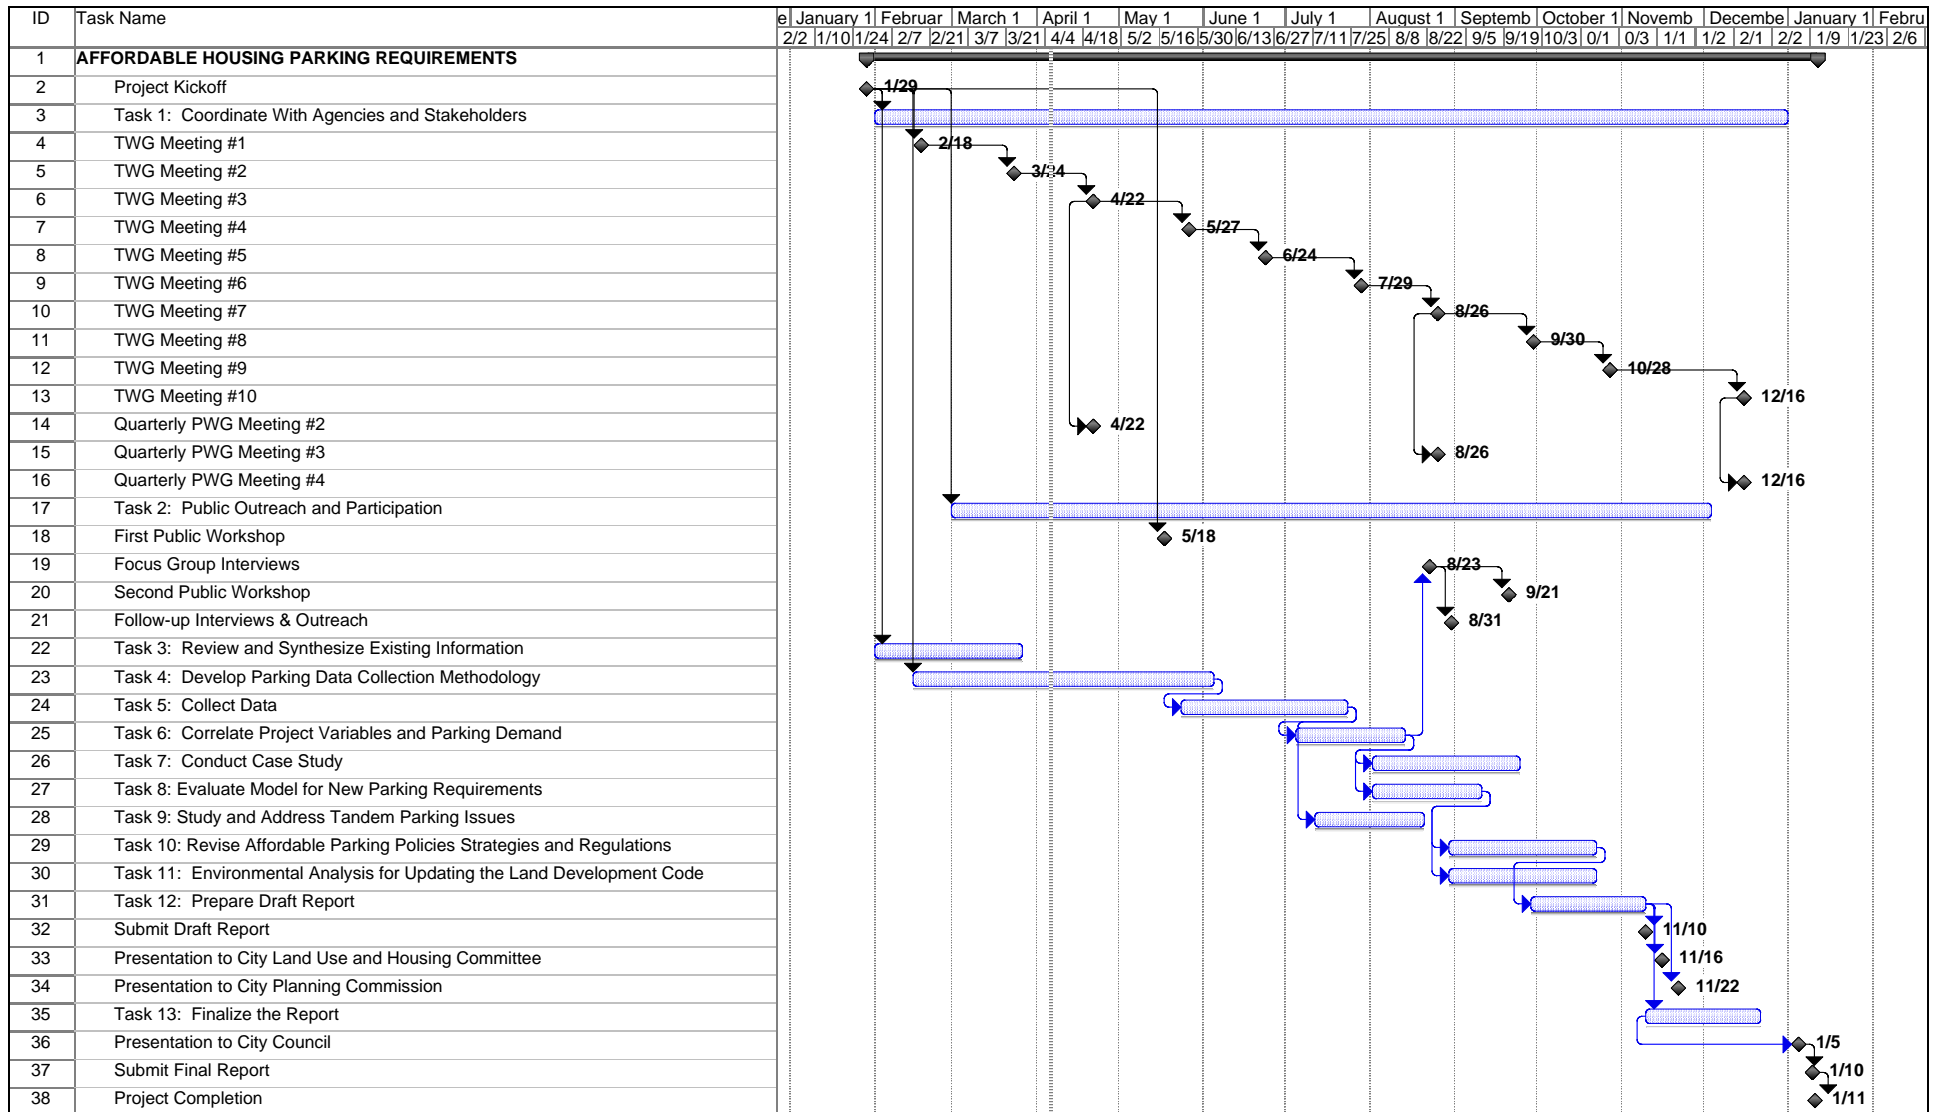 ID Task Name
e January 1 Februar March 1 April 1 May 1 June 1 July 1 August 1 Septemb October 1 Novemb Decembe January 1 Febru
2/2 1/10 1/24 2/7 2/21 3/7 3/21 4/4 4/18 5/2 5/16 5/30 6/13 6/27 7/11 7/25 8/8 8/22 9/5 9/19 10/3 0/1 0/3 1/1 1/2 2/1 2/2 1/9 1/23 2/6
1 AFFORDABLE HOUSING PARKING REQUIREMENTS
2 Project Kickoff 1/29
3 Task 1: Coordinate With Agencies and Stakeholders
4 TWG Meeting #1 2/18
5 TWG Meeting #2 3/24
6 TWG Meeting #3 4/22
7 TWG Meeting #4 5/27
8 TWG Meeting #5 6/24
9 TWG Meeting #6 7/29
10 TWG Meeting #7 8/26
11 TWG Meeting #8 9/30
12 TWG Meeting #9 10/28
13 TWG Meeting #10 12/16
14 Quarterly PWG Meeting #2 4/22
15 Quarterly PWG Meeting #3 8/26
16 Quarterly PWG Meeting #4 12/16
17 Task 2: Public Outreach and Participation
18 First Public Workshop 5/18
19 Focus Group Interviews 8/23
20 Second Public Workshop 9/21
21 Follow-up Interviews & Outreach 8/31
22 Task 3: Review and Synthesize Existing Information
23 Task 4: Develop Parking Data Collection Methodology
24 Task 5: Collect Data
25 Task 6: Correlate Project Variables and Parking Demand
26 Task 7: Conduct Case Study
27 Task 8: Evaluate Model for New Parking Requirements
28 Task 9: Study and Address Tandem Parking Issues
29 Task 10: Revise Affordable Parking Policies Strategies and Regulations
30 Task 11: Environmental Analysis for Updating the Land Development Code
31 Task 12: Prepare Draft Report
32 Submit Draft Report 11/10
33 Presentation to City Land Use and Housing Committee 11/16
34 Presentation to City Planning Commission 11/22
35 Task 13: Finalize the Report
36 Presentation to City Council 1/5
37 Submit Final Report 1/10
38 Project Completion 1/11